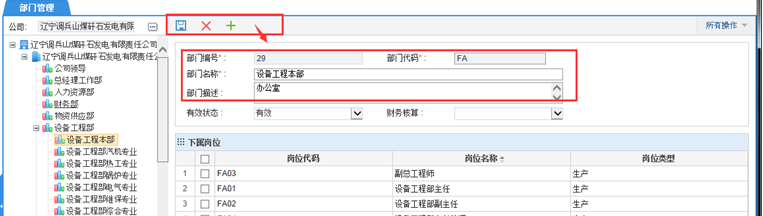 部门管理
公司： 辽宁调兵山煤矸石发电有限 所有操作
辽宁调兵山煤矸石发电有限责任公司
辽宁调兵山煤矸石发电有限责任公
公司领导
总经理工作部
人力资源部
财务部
物资供应部
设备工程部
设备工程本部
设备工程部汽机专业
设备工程部热工专业
设备工程部锅炉专业
设备工程部电气专业
设备工程部维保专业
设备工程部综合专业
部门编号*： 29 部门代码*： FA
部门名称*： 设备工程本部
部门描述： 办公室
有效状态： 有效 财务核算：
下属岗位
岗位代码 岗位名称 岗位类型
1 FA03 副总工程师 生产
2 FA01 设备工程部主任 生产
3 FA02 设备工程部副主任 生产